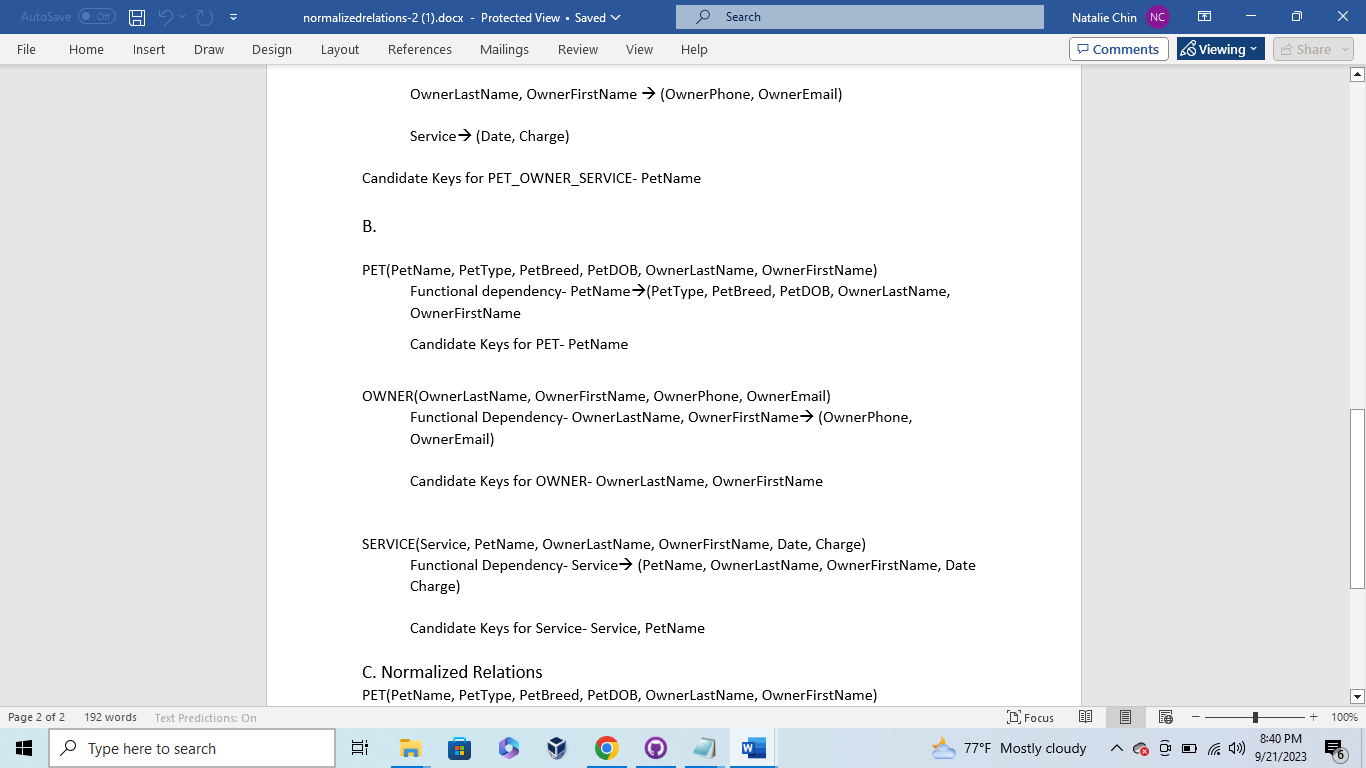 AutoSave Off normalizedrelations-2 (1).docx - Protected View • Saved Search Natalie Chin NC
File Home Insert Draw Design Layout References Mailings Review View Help Comments Viewing Share
OwnerLastName, OwnerFirstName → (OwnerPhone, OwnerEmail)
Service→ (Date, Charge)
Candidate Keys for PET_OWNER_SERVICE- PetName
B.
PET(PetName, PetType, PetBreed, PetDOB, OwnerLastName, OwnerFirstName)
Functional dependency- PetName→(PetType, PetBreed, PetDOB, OwnerLastName,
OwnerFirstName
Candidate Keys for PET- PetName
OWNER(OwnerLastName, OwnerFirstName, OwnerPhone, OwnerEmail)
Functional Dependency- OwnerLastName, OwnerFirstName→ (OwnerPhone,
OwnerEmail)
Candidate Keys for OWNER- OwnerLastName, OwnerFirstName
SERVICE(Service, PetName, OwnerLastName, OwnerFirstName, Date, Charge)
Functional Dependency- Service→ (PetName, OwnerLastName, OwnerFirstName, Date
Charge)
Candidate Keys for Service- Service, PetName
C. Normalized Relations
PET(PetName, PetType, PetBreed, PetDOB, OwnerLastName, OwnerFirstName)
Page 2 of 2 192 words Text Predictions: On Focus 100%
Type here to search 77°F Mostly cloudy 8:40 PM
9/21/2023 6